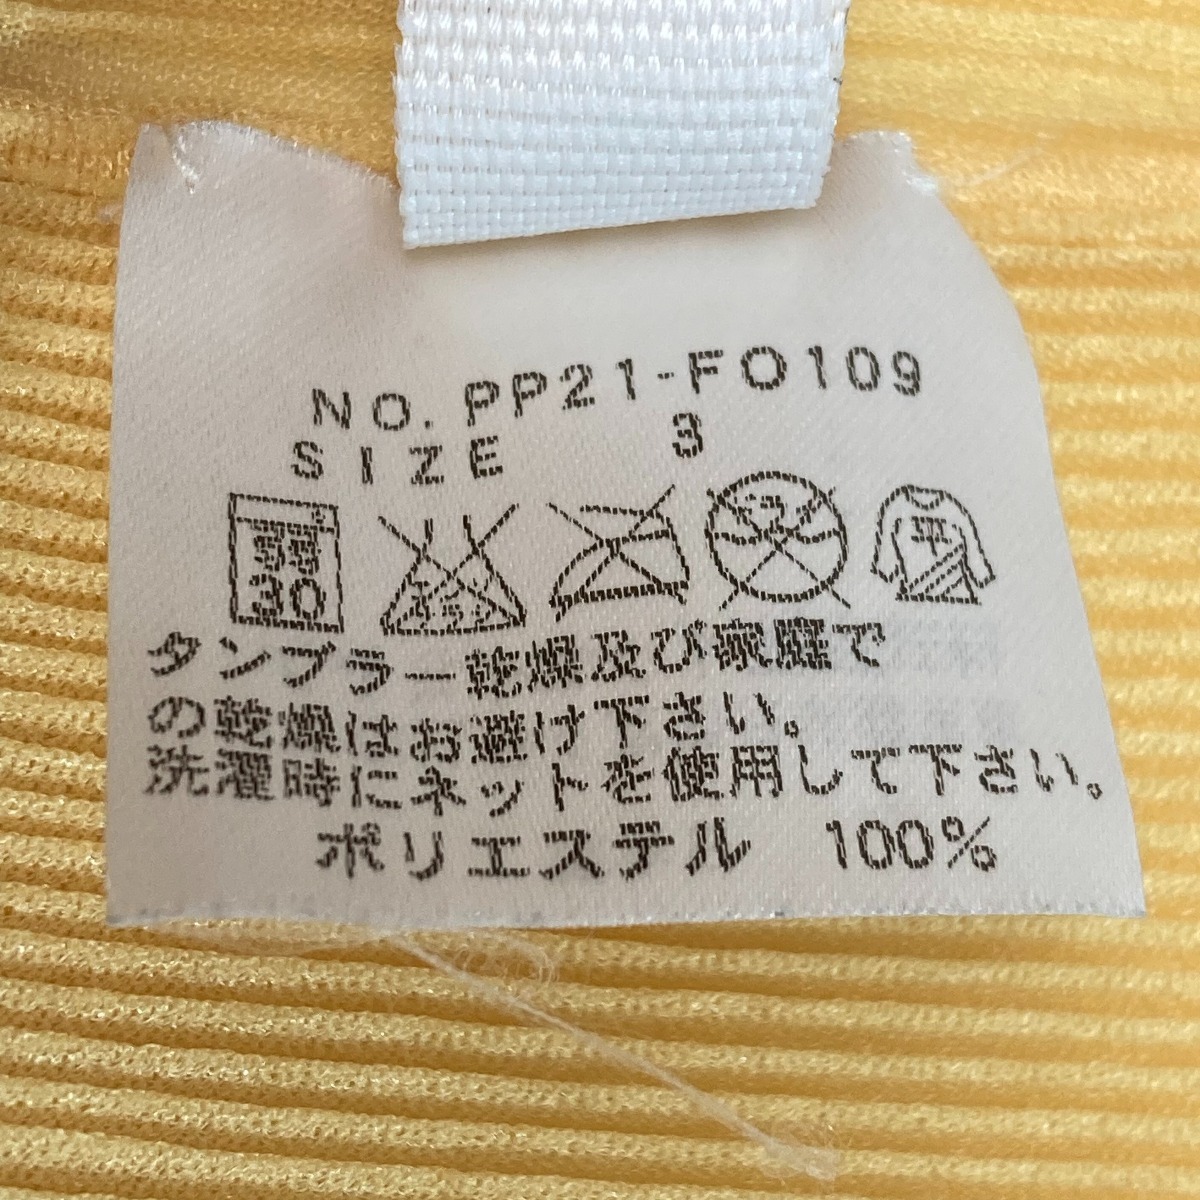 NO. PP21-FO109
SIZE 3
30
タンブラー乾燥及び家庭で
の乾燥はお避け下さい。
洗濯時にネットを使用して下さい。
ポリエステル 100%